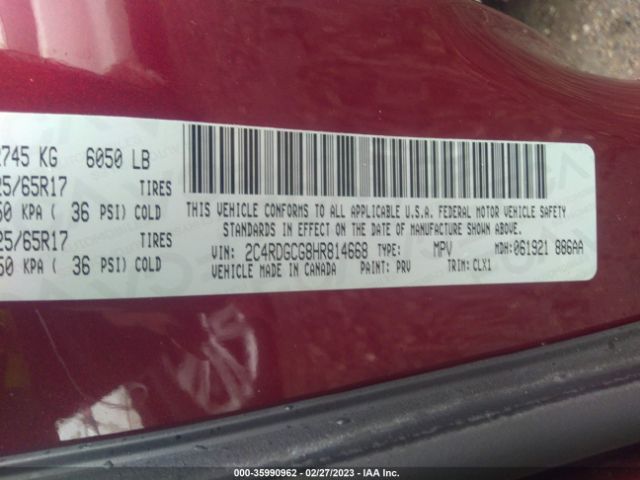 2745 KG 6050 LB
25/65R17 TIRES
50 KPA ( 36 PSI) COLD
25/65R17 TIRES
50 KPA ( 36 PSI) COLD
THIS VEHICLE CONFORMS TO ALL APPLICABLE U.S.A. FEDERAL MOTOR VEHICLE SAFETY
STANDARDS IN EFFECT ON THE DATE OF MANUFACTURE SHOWN ABOVE.
VIN: 2C4RDGCG8HR814668 TYPE: MPV MDH: 061921 886AA
VEHICLE MADE IN CANADA PAINT: PRV TRIM: CLX1
000-35990962 — 02/27/2023 — IAA Inc.